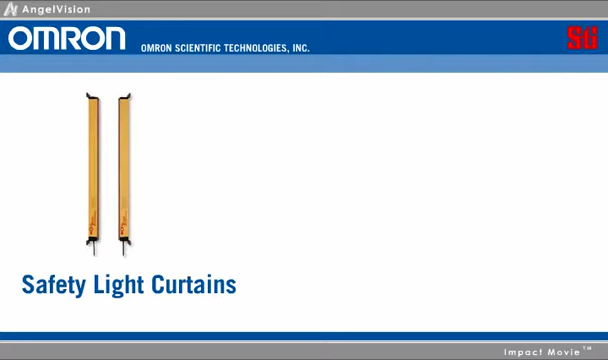 AngelVision
OMRON
OMRON SCIENTIFIC TECHNOLOGIES, INC.
Safety Light Curtains
Impact Movie™